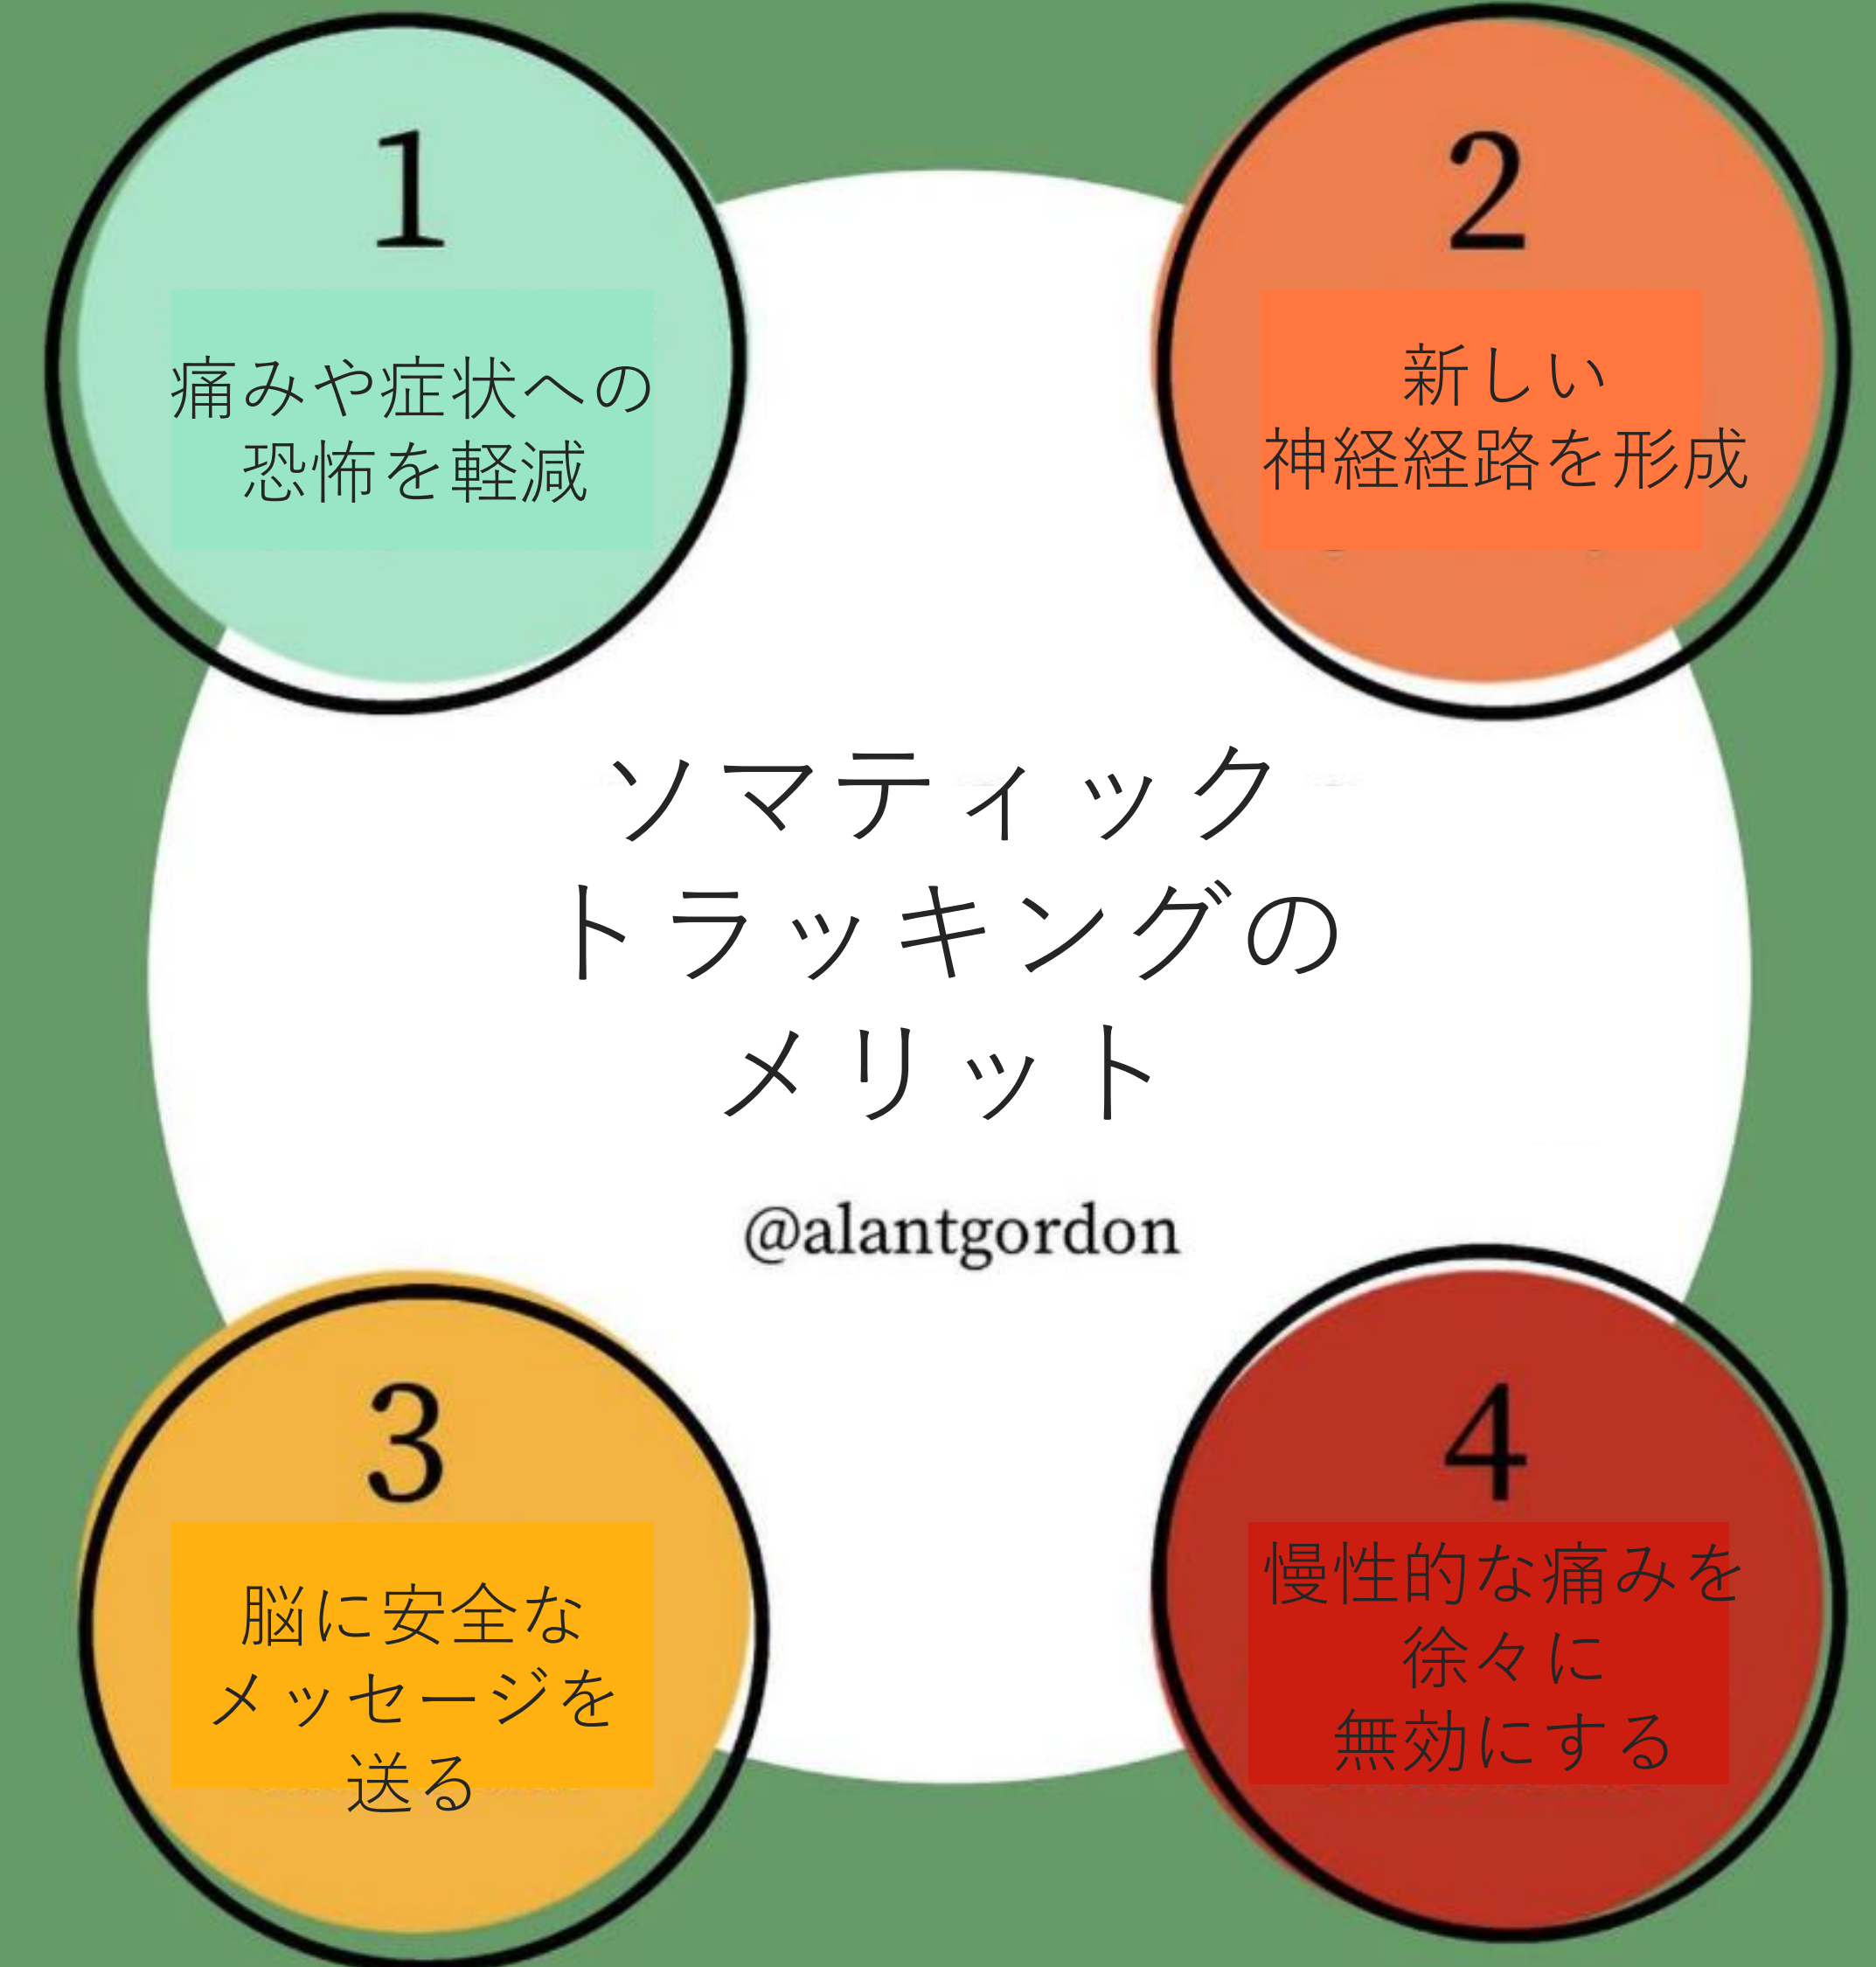 1
痛みや症状への
恐怖を軽減
2
新しい
神経経路を形成
ソマティック
トラッキングの
メリット
@alantgordon
3
脳に安全な
メッセージを
送る
4
慢性的な痛みを
徐々に
無効にする